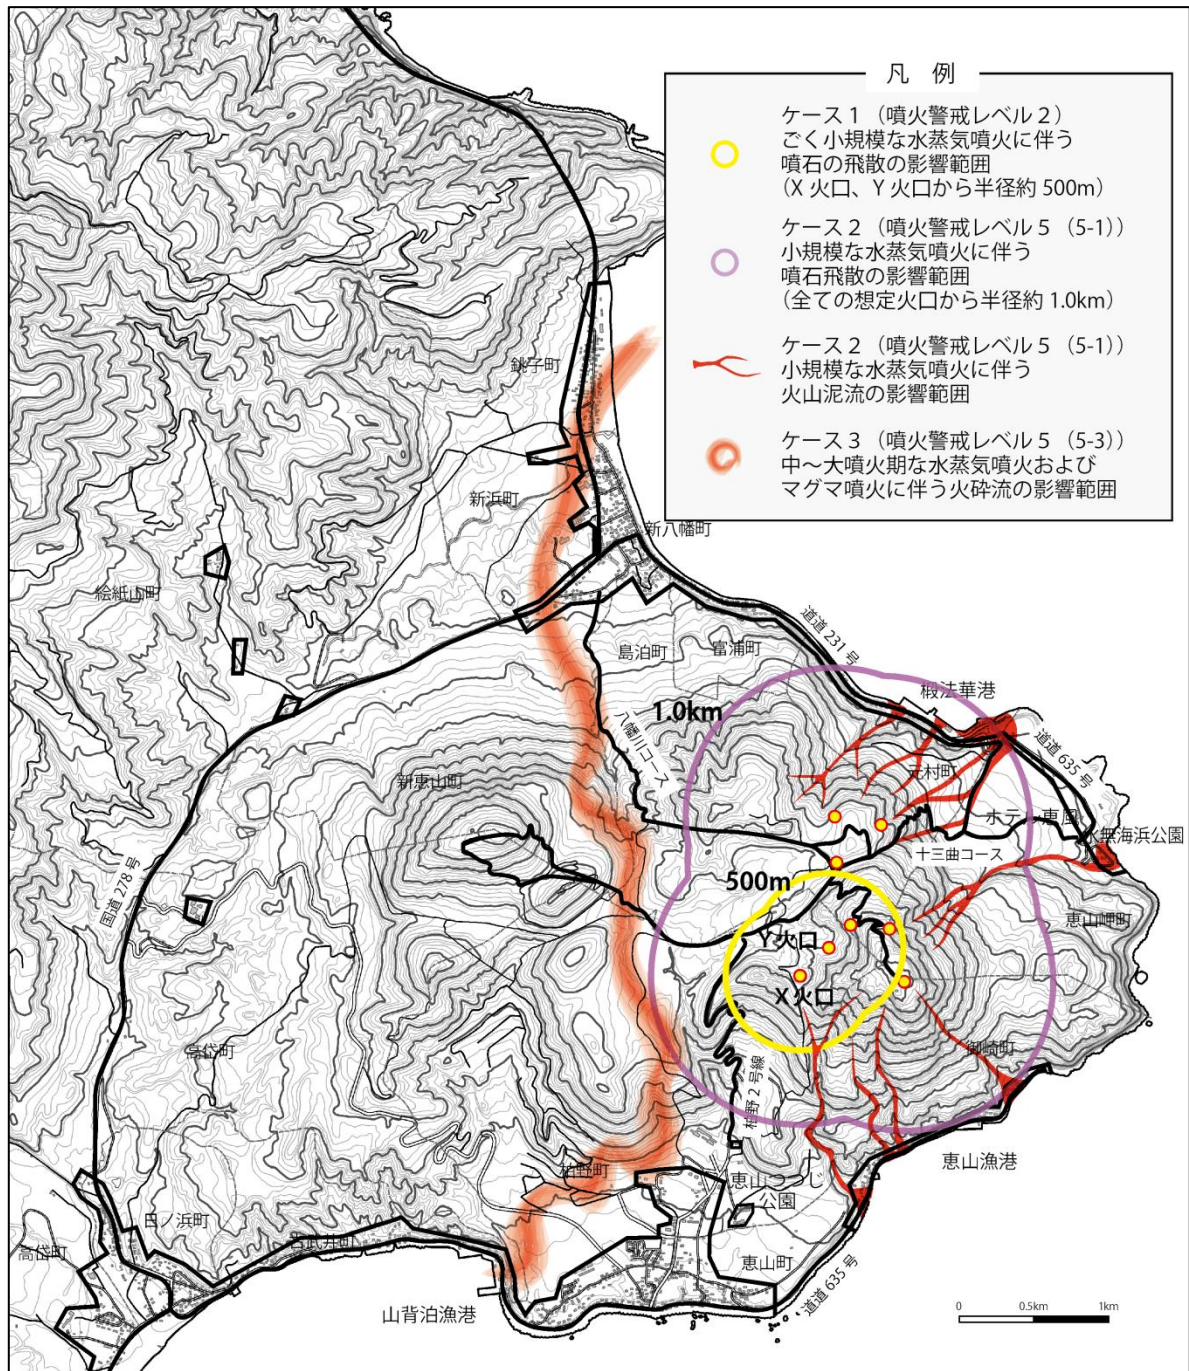 凡 例
ケース1（噴火警戒レベル2）
ごく小規模な水蒸気噴火に伴う
噴石の飛散の影響範囲
（X 火口、Y 火口から半径約 500m）
ケース2（噴火警戒レベル5（5-1））
小規模な水蒸気噴火に伴う
噴石飛散の影響範囲
（全ての想定火口から半径約 1.0km）
ケース2（噴火警戒レベル5（5-1））
小規模な水蒸気噴火に伴う
火山泥流の影響範囲
ケース3（噴火警戒レベル5（5-3））
中～大噴火期な水蒸気噴火および
マグマ噴火に伴う火砕流の影響範囲
銚子町
新浜町
新八幡町
絵紙山町
島泊町
富浦町
道道 231 号
椴法華港
1.0km
八幡川コース
道道 635 号
元村町
新恵山町
ホテル恵風
水無海浜公園
十三曲コース
500m
国道 278 号
恵山岬町
Y 火口
X 火口
高岱町
御崎町
柏野 2 号線
恵山漁港
柏野町
恵山つつじ
公園
日ノ浜町
古武井町
高岱町
恵山町
道道 635 号
山背泊漁港
0
0.5km
1km